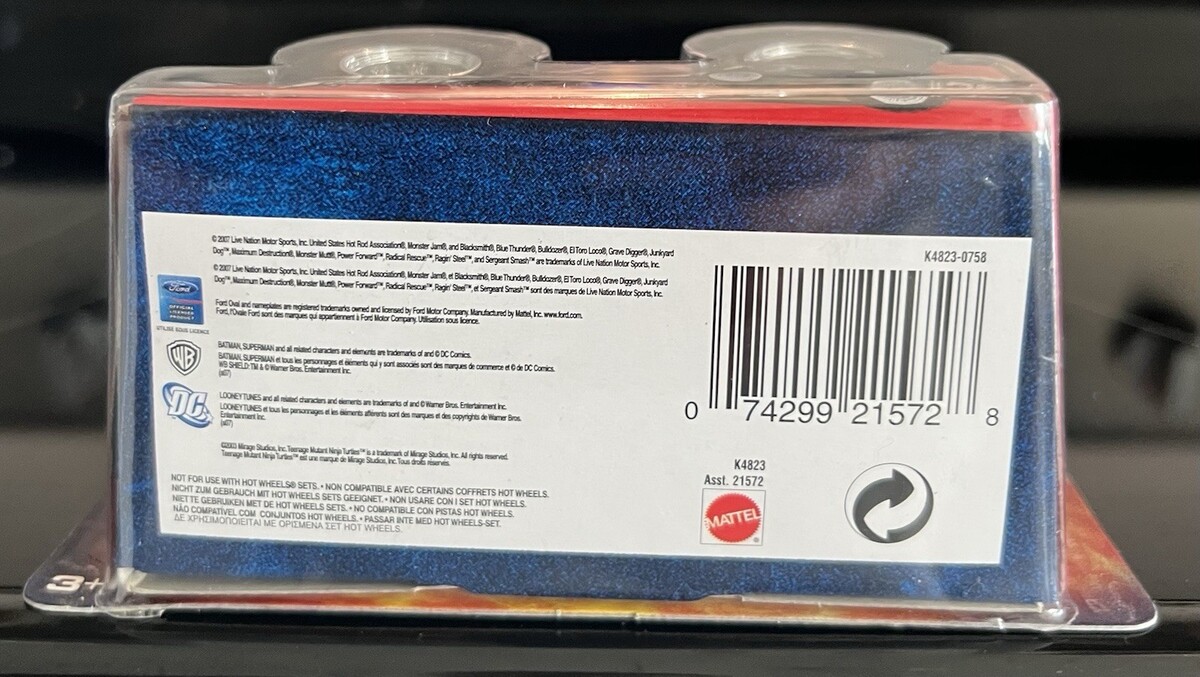 © 2007 Live Nation Motor Sports, Inc. United States Hot Rod Association®, Monster Jam®, and Blacksmith®, Blue Thunder®, Bulldozer®, El Toro Loco®, Grave Digger®, Junkyard
Dog™, Maximum Destruction®, Monster Mutt®, Power Forward™, Radical Rescue™, Ragin' Steel™, and Sergeant Smash™ are trademarks of Live Nation Motor Sports, Inc.
© 2007 Live Nation Motor Sports, Inc. United States Hot Rod Association®, Monster Jam®, et Blacksmith®, Blue Thunder®, Bulldozer®, El Toro Loco®, Grave Digger®, Junkyard
Dog™, Maximum Destruction®, Monster Mutt®, Power Forward™, Radical Rescue™, Ragin' Steel™, et Sergeant Smash™ sont des marques de Live Nation Motor Sports, Inc.
Ford
OFFICIAL
LICENSED
PRODUCT
UTILISÉ SOUS LICENCE
Ford Oval and nameplates are registered trademarks owned and licensed by Ford Motor Company. Manufactured by Mattel, Inc. www.ford.com.
Ford, l'Ovale Ford sont des marques qui appartiennent à Ford Motor Company. Utilisation sous licence.
WB
BATMAN, SUPERMAN and all related characters and elements are trademarks of and © DC Comics.
BATMAN, SUPERMAN et tous les personnages et éléments qui y sont associés sont des marques de commerce et © de DC Comics.
WB SHIELD: TM & © Warner Bros. Entertainment Inc.
(s07)
DC
LOONEY TUNES and all related characters and elements are trademarks of and © Warner Bros. Entertainment Inc.
LOONEY TUNES et tous les personnages et les éléments afférents sont des marques et des copyrights de Warner Bros.
Entertainment Inc.
(s07)
©2003 Mirage Studios, Inc. Teenage Mutant Ninja Turtles™ is a trademark of Mirage Studios, Inc. All rights reserved.
Teenage Mutant Ninja Turtles™ est une marque de Mirage Studios, Inc. Tous droits réservés.
NOT FOR USE WITH HOT WHEELS® SETS. • NON COMPATIBLE AVEC CERTAINS COFFRETS HOT WHEELS.
NICHT ZUM GEBRAUCH MIT HOT WHEELS SETS GEEIGNET. • NON USARE CON I SET HOT WHEELS.
NIET TE GEBRUIKEN MET DE HOT WHEELS SETS. • NO COMPATIBLE CON PISTAS HOT WHEELS.
NÃO COMPATÍVEL COM CONJUNTOS HOT WHEELS. • PASSAR INTE MED HOT WHEELS-SET.
ΔΕ ΧΡΗΣΙΜΟΠΟΙΕΙΤΑΙ ΜΕ ΟΡΙΣΜΕΝΑ ΣΕΤ HOT WHEELS.
K4823-0758
0 74299 21572 8
K4823
Asst. 21572
MATTEL®
3+